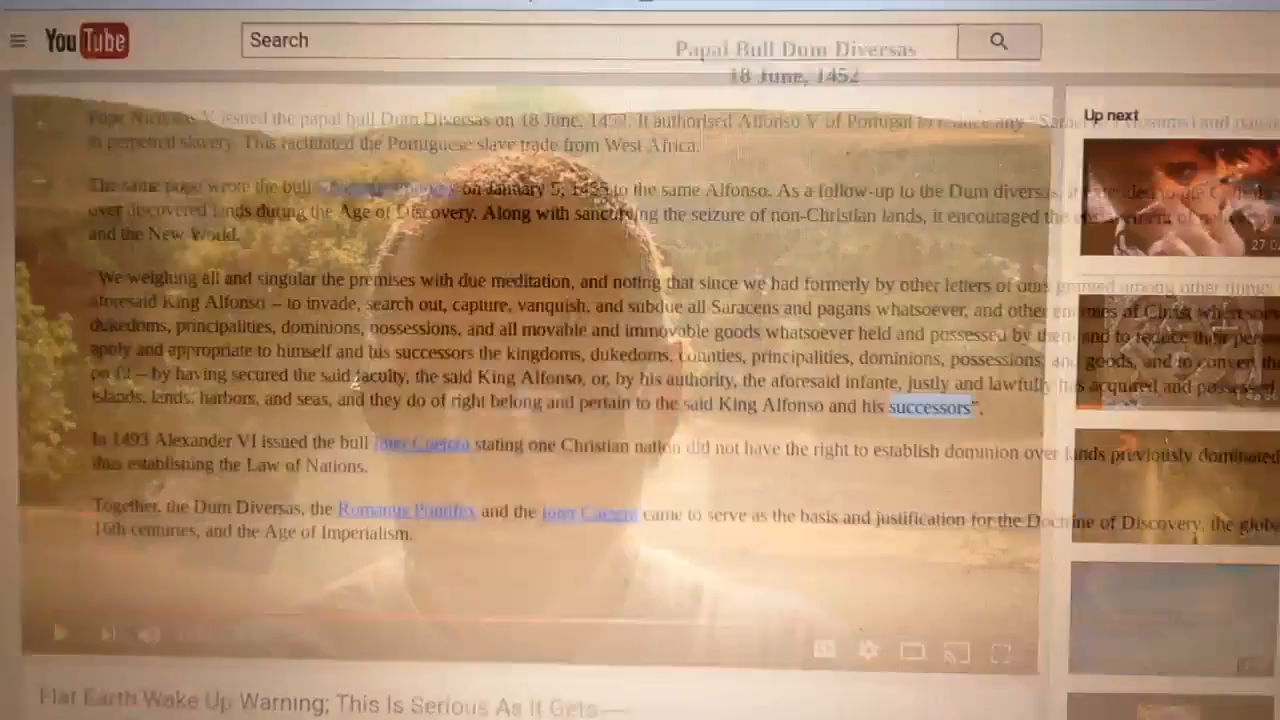 YouTube
Search
Papal Bull Dum Diversas
18 June, 1452
Up next
Pope Nicholas V issued the papal bull Dum Diversas on 18 June, 1452. It authorised Alfonso V of Portugal to reduce any
in perpetual slavery. This facilitated the Portuguese slave trade from West Africa.
The same pope wrote the bull on January 5, 1455 to the same Alfonso. As a follow-up to the Dum diversas,
over discovered lands during the Age of Discovery. Along with sanctioning the seizure of non-Christian lands, it encouraged the
and the New World.
"We weighing all and singular the premises with due meditation, and noting that since we had formerly by other letters of ours granted among other things
aforesaid King Alfonso – to invade, search out, capture, vanquish, and subdue all Saracens and pagans whatsoever, and other enemies of Christ
dukedoms, principalities, dominions, possessions, and all movable and immovable goods whatsoever held and possessed by them and to reduce their
apply and appropriate to himself and his successors the kingdoms, dukedoms, counties, principalities, dominions, possessions, and goods, and to convert
– by having secured the said faculty, the said King Alfonso, or, by his authority, the aforesaid infante, justly and lawfully has acquired and possessed
islands, lands, harbors, and seas, and they do of right belong and pertain to the said King Alfonso and his successors".
In 1493 Alexander VI issued the bull Inter Caetera stating one Christian nation did not have the right to establish dominion over lands previously dominated
thus establishing the Law of Nations.
Together, the Dum Diversas, the Romanus Pontifex and the Inter Caetera came to serve as the basis and justification for the Doctrine of Discovery, the
16th centuries, and the Age of Imperialism.
Flat Earth Wake Up Warning; This Is Serious As It Gets